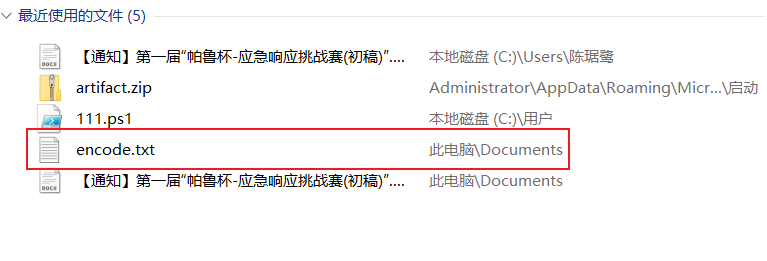 最近使用的文件 (5)
【通知】第一届“帕鲁杯-应急响应挑战赛(初稿)”.... 本地磁盘 (C:)\Users\陈琚鹭
artifact.zip Administrator\AppData\Roaming\Micr...\启动
111.ps1 本地磁盘 (C:)\用户
encode.txt 此电脑\Documents
【通知】第一届“帕鲁杯-应急响应挑战赛(初稿)”.... 此电脑\Documents